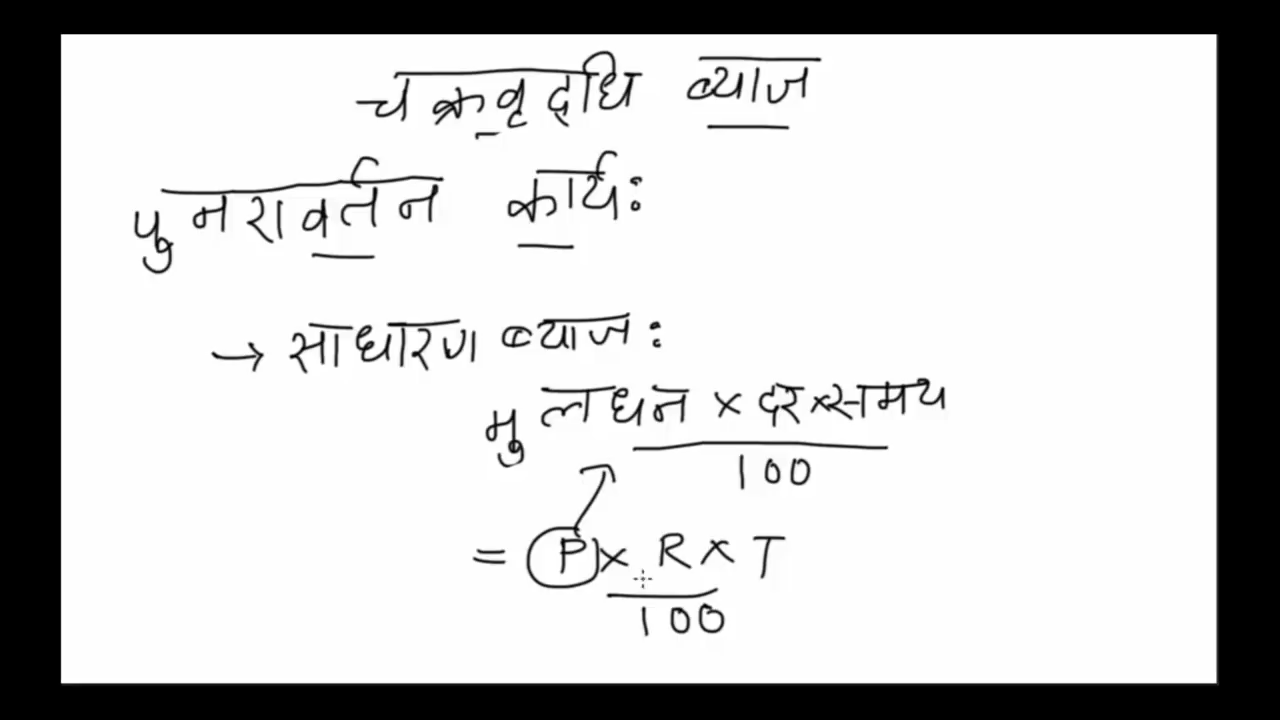 चक्रवृद्धि ब्याज
पुनरावर्तन कार्य:
→ साधारण ब्याज:
मुलधन × दर × समय
100
= P × R × T
100